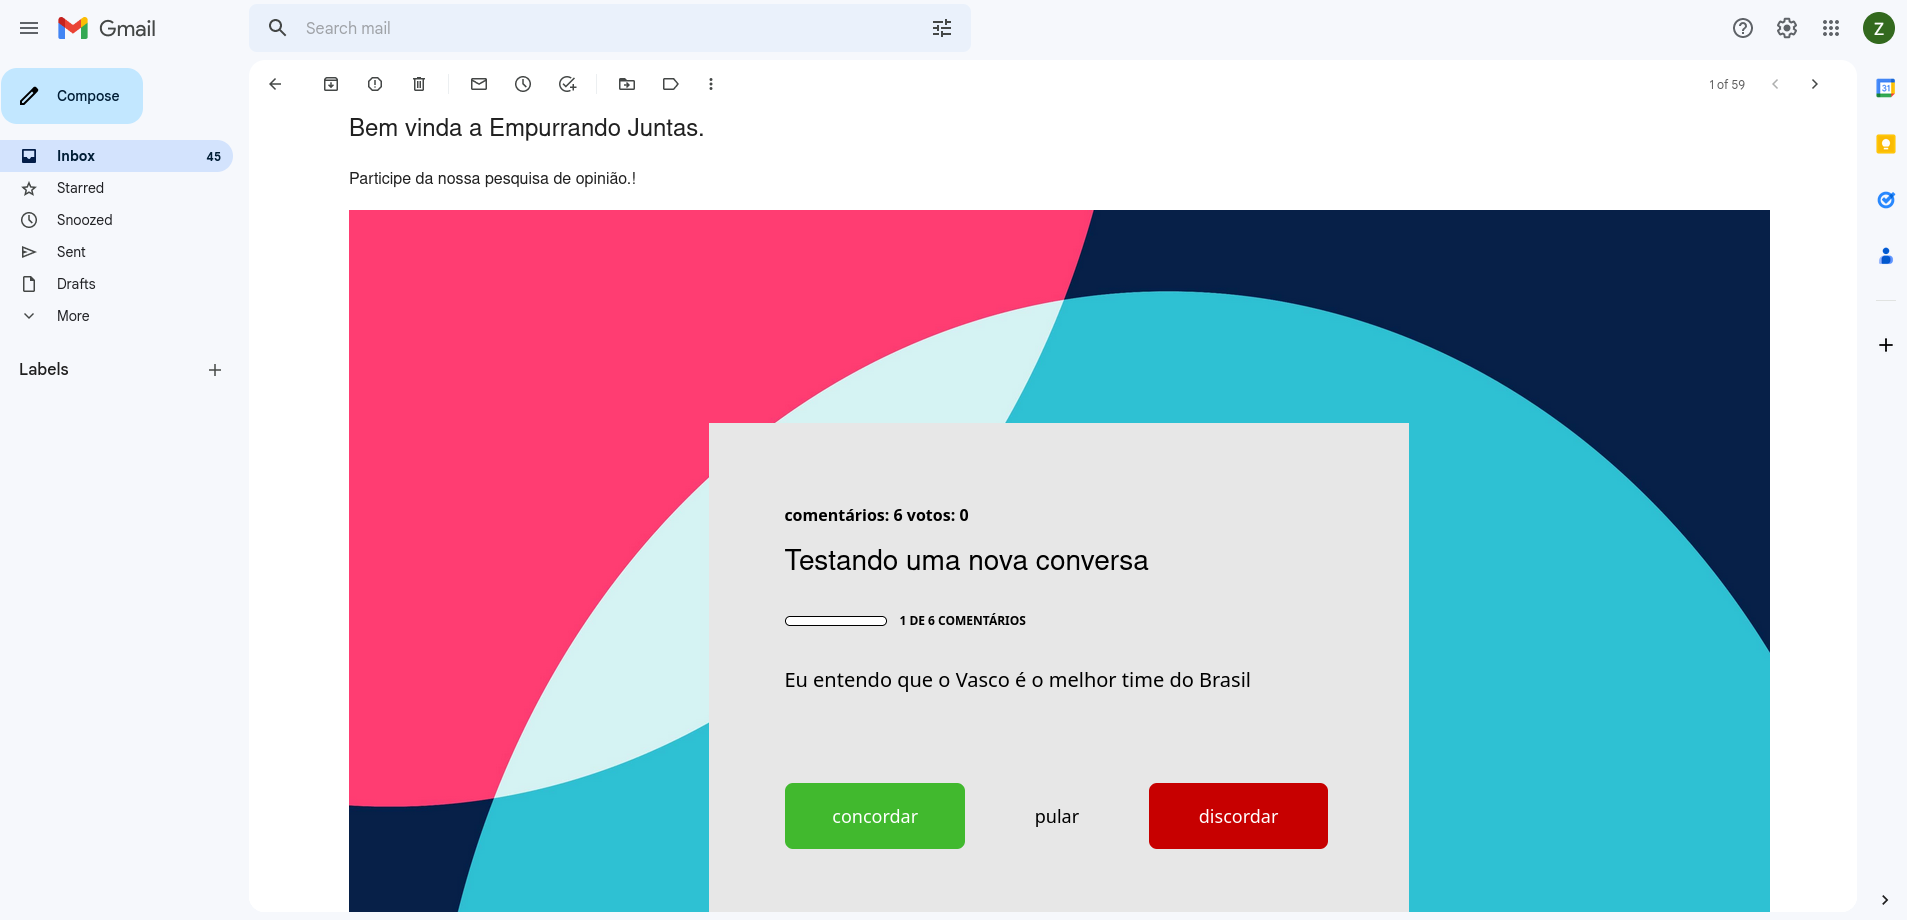 Gmail
Search mail
Z
Compose
1 of 59
Inbox 45
Starred
Snoozed
Sent
Drafts
More
Labels
31
Bem vinda a Empurrando Juntas.
Participe da nossa pesquisa de opinião.!
comentários: 6 votos: 0
Testando uma nova conversa
1 DE 6 COMENTÁRIOS
Eu entendo que o Vasco é o melhor time do Brasil
concordar pular discordar